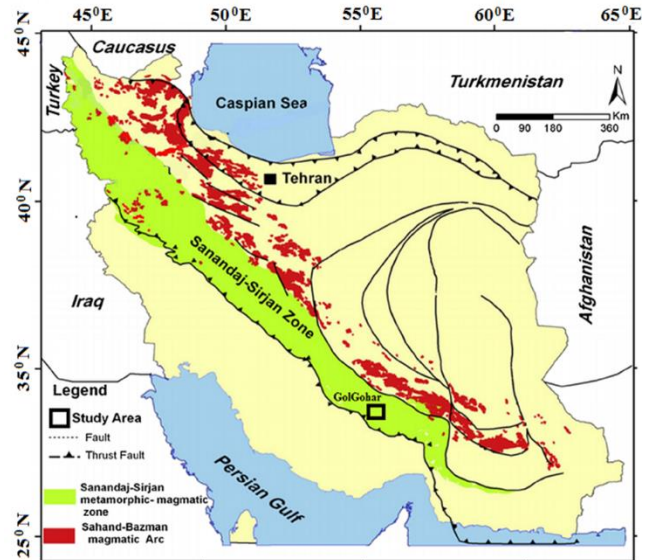 45°E 50°E 55°E 60°E 65°E
45°N
40°N
35°N
25°N
Caucasus
Turkey
Caspian Sea
Turkmenistan
N
Km
0 90 180 360
Tehran
Sanandaj-Sirjan Zone
Afghanistan
Iraq
GolGohar
Persian Gulf
Legend
Study Area
Fault
Thrust Fault
Sanandaj-Sirjan
metamorphic- magmatic
zone
Sahand-Bazman
magmatic Arc